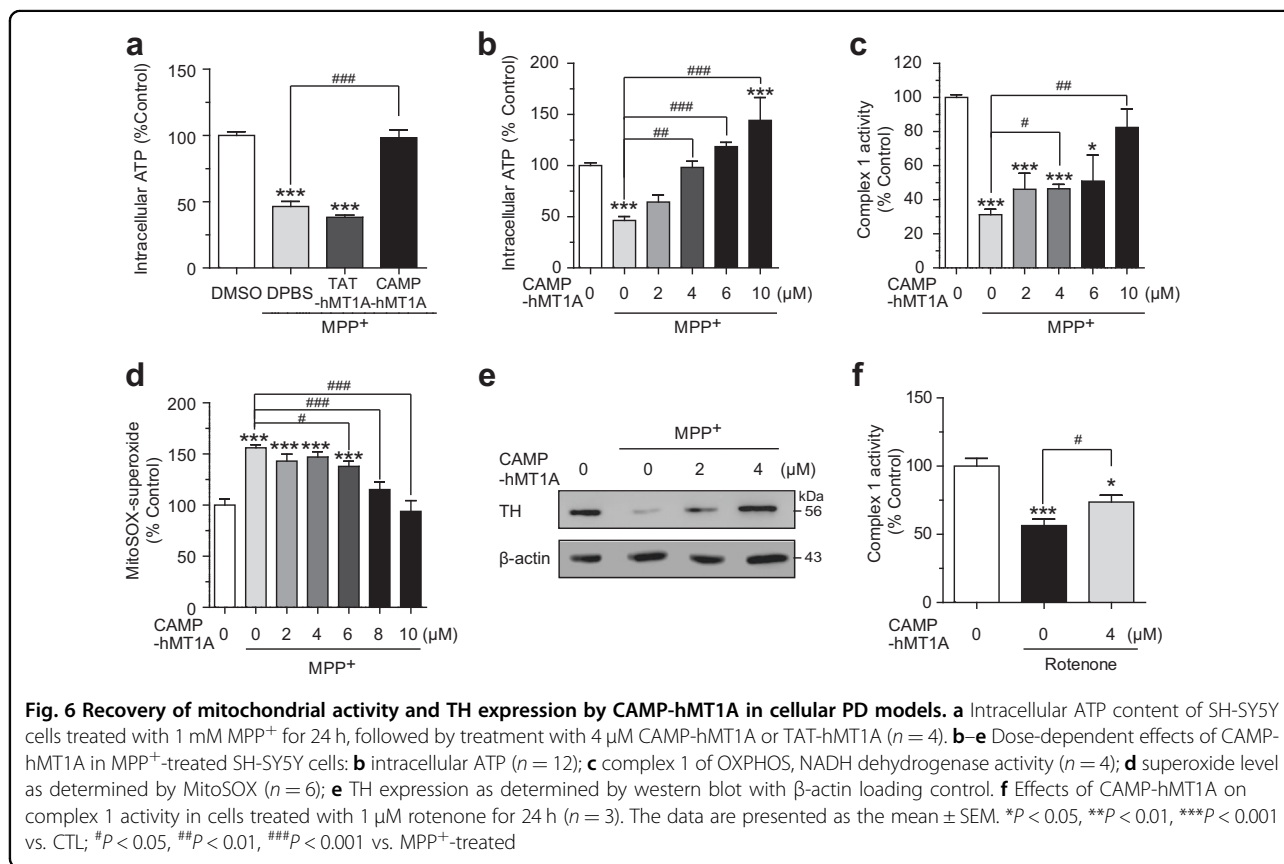 a
Intracellular ATP (%Control)
150
100
50
0
***
***
###
DMSO DPBS TAT-hMT1A CAMP-hMT1A
MPP+
b
Intracellular ATP (% Control)
200
150
100
50
0
***
##
###
###
***
CAMP-hMT1A
0 0 2 4 6 10 (µM)
MPP+
c
Complex 1 activity
(% Control)
120
100
80
60
40
20
0
***
***
***
*
#
##
CAMP-hMT1A
0 0 2 4 6 10 (µM)
MPP+
d
MitoSOX-superoxide
(% Control)
200
150
100
50
0
***
***
***
***
#
###
###
CAMP-hMT1A
0 0 2 4 6 8 10 (µM)
MPP+
e
MPP+
CAMP-hMT1A
0 0 2 4 (µM)
kDa
TH
56
β-actin
43
f
Complex 1 activity
(% Control)
150
100
50
0
***
*
#
CAMP-hMT1A
0 0 4 (µM)
Rotenone
Fig. 6 Recovery of mitochondrial activity and TH expression by CAMP-hMT1A in cellular PD models. a Intracellular ATP content of SH-SY5Y
cells treated with 1 mM MPP+ for 24 h, followed by treatment with 4 µM CAMP-hMT1A or TAT-hMT1A (n = 4). b–e Dose-dependent effects of CAMP-
hMT1A in MPP+-treated SH-SY5Y cells: b intracellular ATP (n = 12); c complex 1 of OXPHOS, NADH dehydrogenase activity (n = 4); d superoxide level
as determined by MitoSOX (n = 6); e TH expression as determined by western blot with β-actin loading control. f Effects of CAMP-hMT1A on
complex 1 activity in cells treated with 1 µM rotenone for 24 h (n = 3). The data are presented as the mean ± SEM. *P < 0.05, **P < 0.01, ***P < 0.001
vs. CTL; #P < 0.05, ##P < 0.01, ###P < 0.001 vs. MPP+-treated